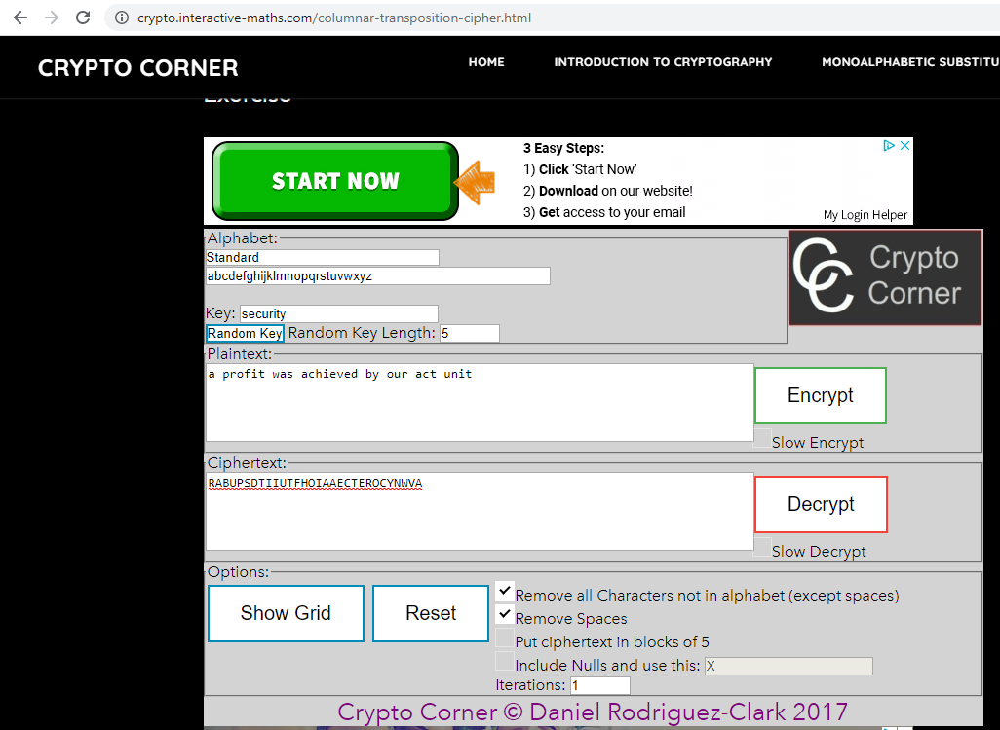 crypto.interactive-maths.com/columnar-transposition-cipher.html
CRYPTO CORNER
HOME
INTRODUCTION TO CRYPTOGRAPHY
MONOALPHABETIC SUBSTITU
Exercise
START NOW
3 Easy Steps:
1) Click ‘Start Now’
2) Download on our website!
3) Get access to your email
My Login Helper
Alphabet:
Standard
abcdefghijklmnopqrstuvwxyz
Key: security
Random Key Random Key Length: 5
CC Crypto
Corner
Plaintext:
a profit was achieved by our act unit
Encrypt
Slow Encrypt
Ciphertext:
RABUPSDTIIUTFHOIAAECTEROCYNWVA
Decrypt
Slow Decrypt
Options:
Show Grid
Reset
Remove all Characters not in alphabet (except spaces)
Remove Spaces
Put ciphertext in blocks of 5
Include Nulls and use this: X
Iterations: 1
Crypto Corner © Daniel Rodriguez-Clark 2017